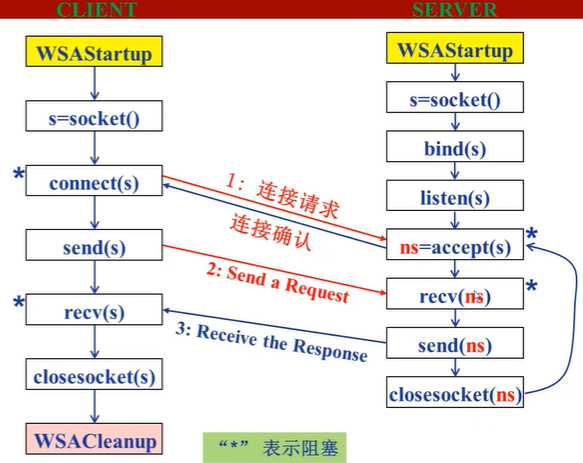 CLIENT
SERVER
WSAStartup
s=socket()
* connect(s)
send(s)
* recv(s)
closesocket(s)
WSACleanup
WSAStartup
s=socket()
bind(s)
listen(s)
ns=accept(s) *
recv(ns) *
send(ns)
closesocket(ns)
1：连接请求
连接确认
2: Send a Request
3: Receive the Response
“*” 表示阻塞